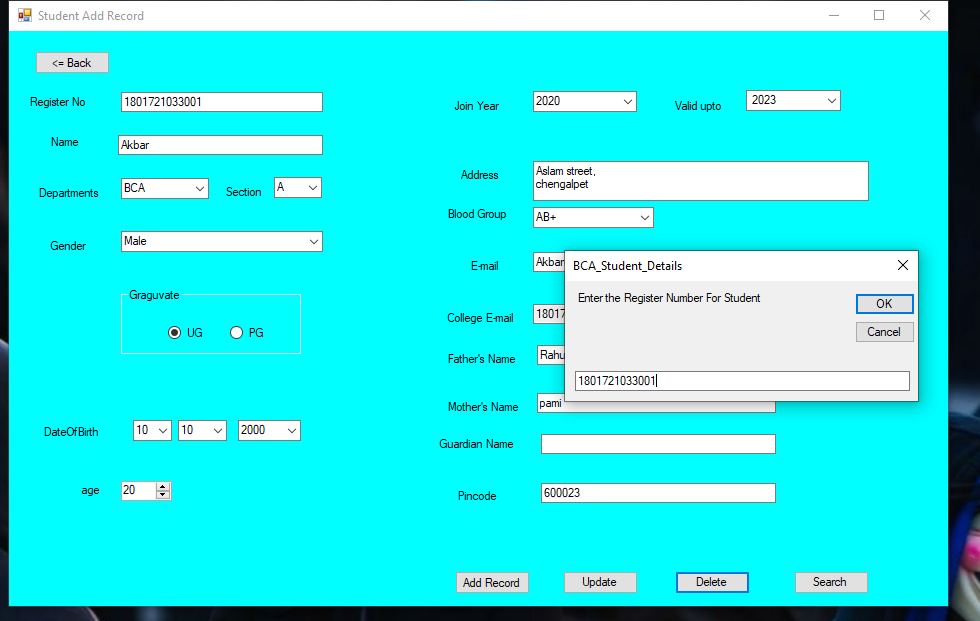 Student Add Record
<= Back
Register No 1801721033001
Join Year 2020 Valid upto 2023
Name Akbar
Departments BCA Section A
Address Aslam street,
chengalpet
Blood Group AB+
Gender Male
E-mail Akbar
BCA_Student_Details
Enter the Register Number For Student
OK
Cancel
1801721033001
Graguvate
UG PG
College E-mail 18017
Father's Name Rahu
Mother's Name pami
DateOfBirth 10 10 2000
Guardian Name
age 20
Pincode 600023
Add Record Update Delete Search